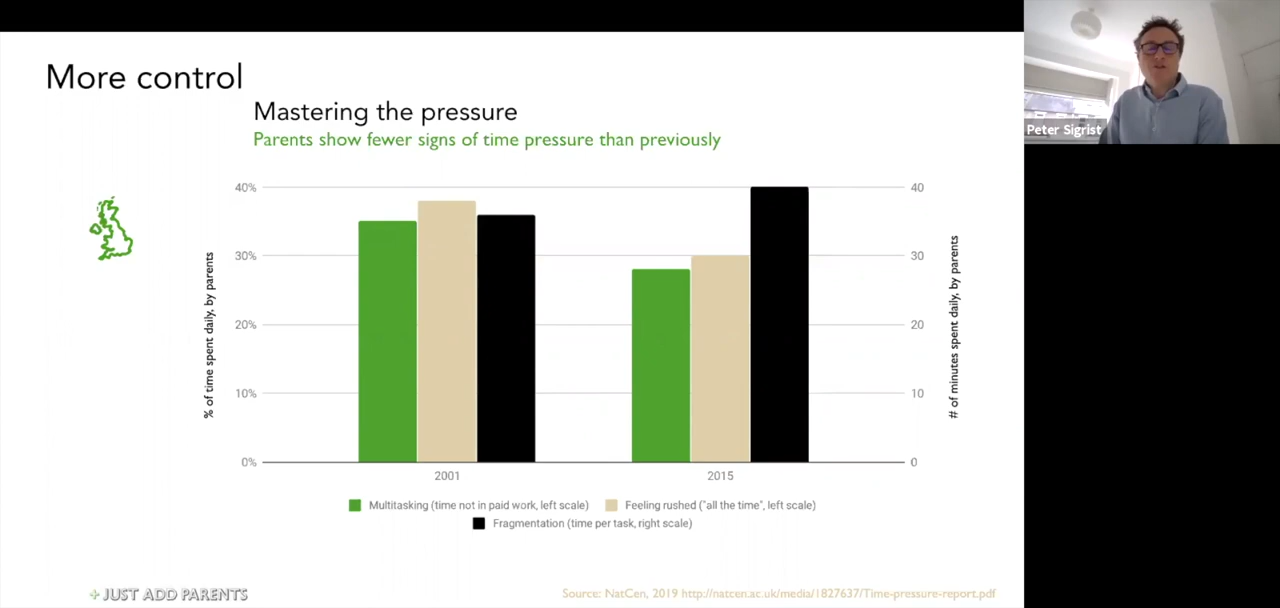 More control
Mastering the pressure
Parents show fewer signs of time pressure than previously
Peter Sigrist
40%
30%
20%
10%
0%
% of time spent daily, by parents
40
30
20
10
0
# of minutes spent daily, by parents
2001
2015
Multitasking (time not in paid work, left scale)
Feeling rushed ("all the time", left scale)
Fragmentation (time per task, right scale)
+ JUST ADD PARENTS
Source: NatCen, 2019 http://natcen.ac.uk/media/1827637/Time-pressure-report.pdf